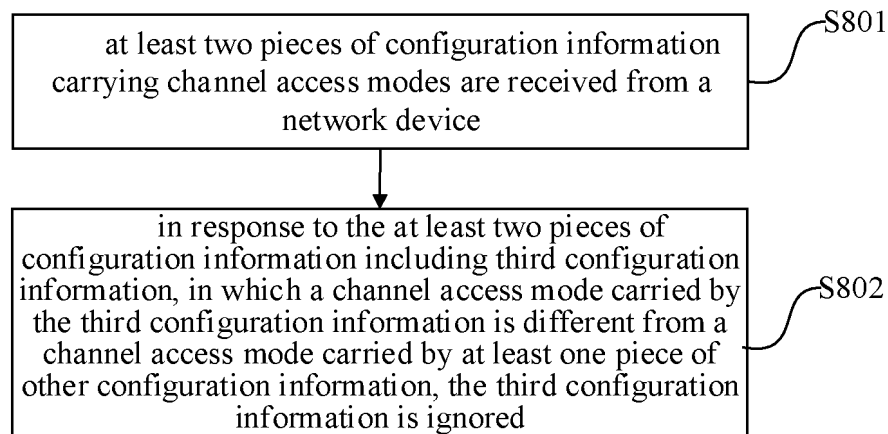 at least two pieces of configuration information
carrying channel access modes are received from a
network device
S801
in response to the at least two pieces of
configuration information including third configuration
information, in which a channel access mode carried by
the third configuration information is different from a
channel access mode carried by at least one piece of
other configuration information, the third configuration
information is ignored
S802